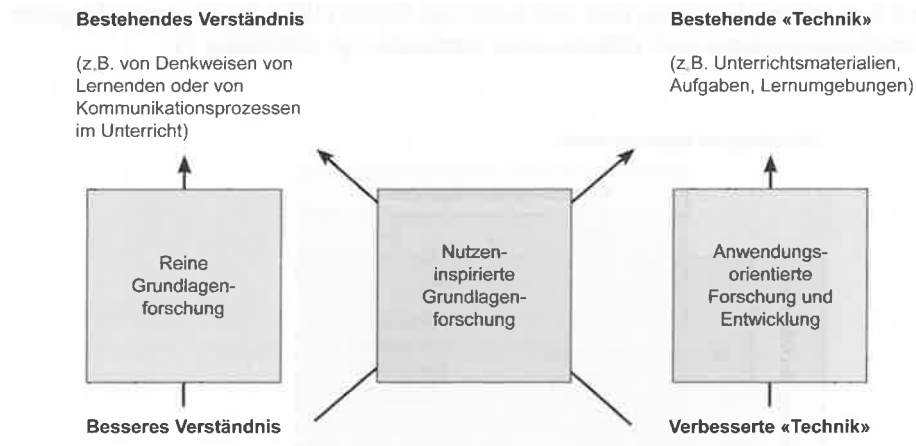 Bestehendes Verständnis
(z.B. von Denkweisen von
Lernenden oder von
Kommunikationsprozessen
im Unterricht)
Bestehende «Technik»
(z.B. Unterrichtsmaterialien,
Aufgaben, Lernumgebungen)
Reine
Grundlagen-
forschung
Nutzen-
inspirierte
Grundlagen-
forschung
Anwendungs-
orientierte
Forschung und
Entwicklung
Besseres Verständnis
Verbesserte «Technik»